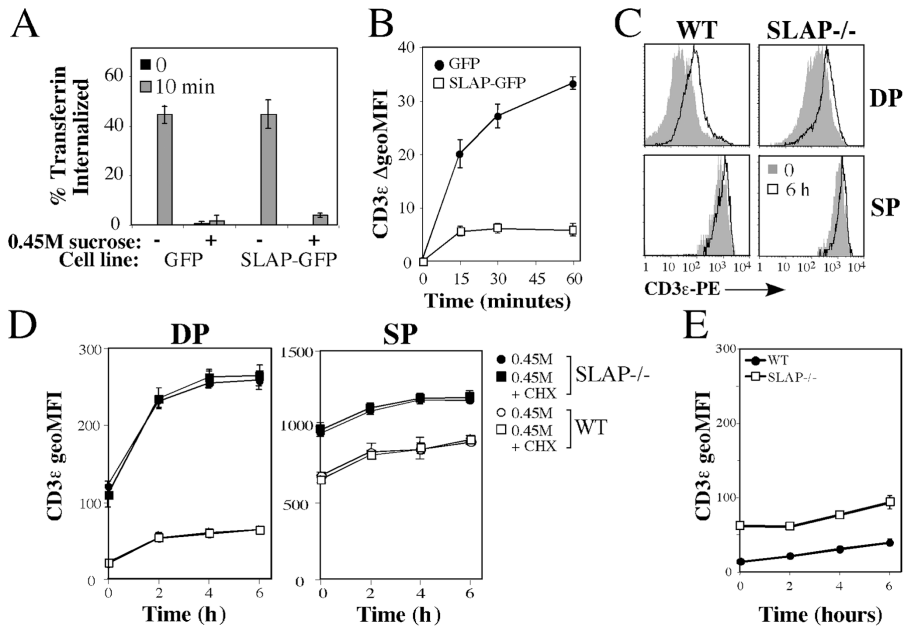 A
% Transferrin
Internalized
60
40
20
0
0
10 min
0.45M sucrose: - + - +
Cell line: GFP SLAP-GFP
B
CD3ε ΔgeoMFI
40
30
20
10
0
GFP
SLAP-GFP
0 15 30 45 60
Time (minutes)
C
WT SLAP-/-
DP
SP
0
6 h
1 10 10² 10³ 10⁴ 1 10 10² 10³ 10⁴
CD3ε-PE
D
DP
CD3ε geoMFI
300
200
100
0
0 2 4 6
Time (h)
SP
1500
1000
500
0
0 2 4 6
Time (h)
0.45M
0.45M
+ CHX
SLAP-/-
0.45M
0.45M
+ CHX
WT
E
CD3ε geoMFI
300
200
100
0
WT
SLAP-/-
0 2 4 6
Time (hours)